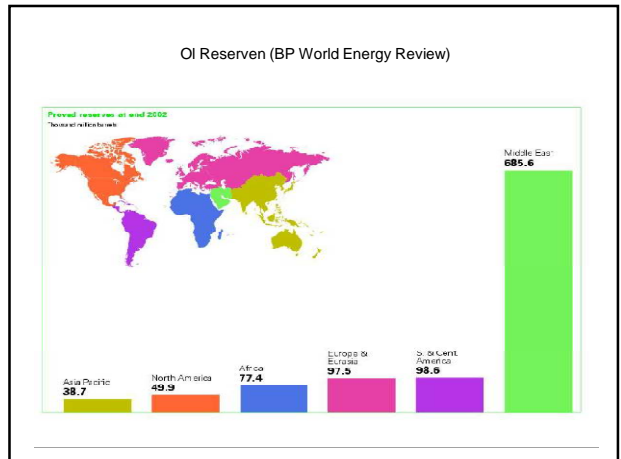 Ol Reserven (BP World Energy Review)
Proved reserves at end 2002
Thousand million barrels
Middle East
685.6
Europe &
Eurasia
97.5
S. & Cent.
America
98.6
Africa
77.4
North America
49.9
Asia Pacific
38.7